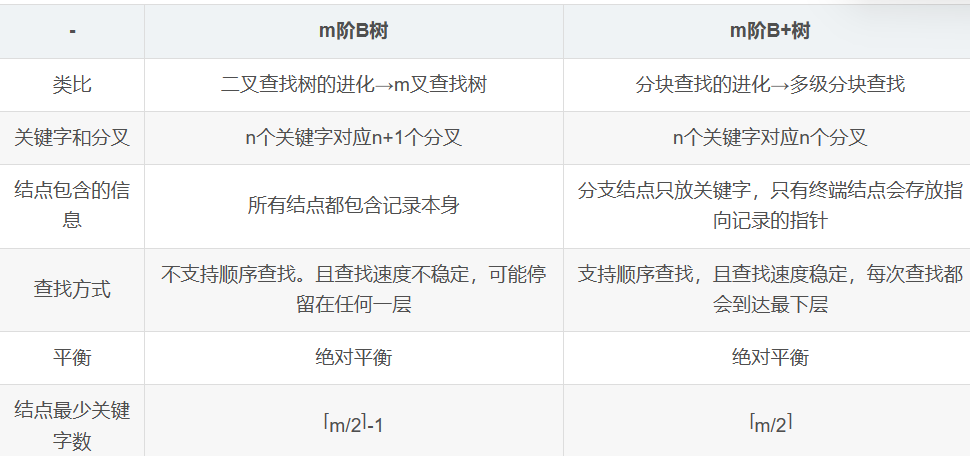 -
m阶B树
m阶B+树
类比
二叉查找树的进化→m叉查找树
分块查找的进化→多级分块查找
关键字和分叉
n个关键字对应n+1个分叉
n个关键字对应n个分叉
结点包含的信
息
所有结点都包含记录本身
分支结点只放关键字，只有终端结点会存放指
向记录的指针
查找方式
不支持顺序查找。且查找速度不稳定，可能停
留在任何一层
支持顺序查找，且查找速度稳定，每次查找都
会到达最下层
平衡
绝对平衡
绝对平衡
结点最少关键
字数
⌈m/2⌉-1
⌈m/2⌉